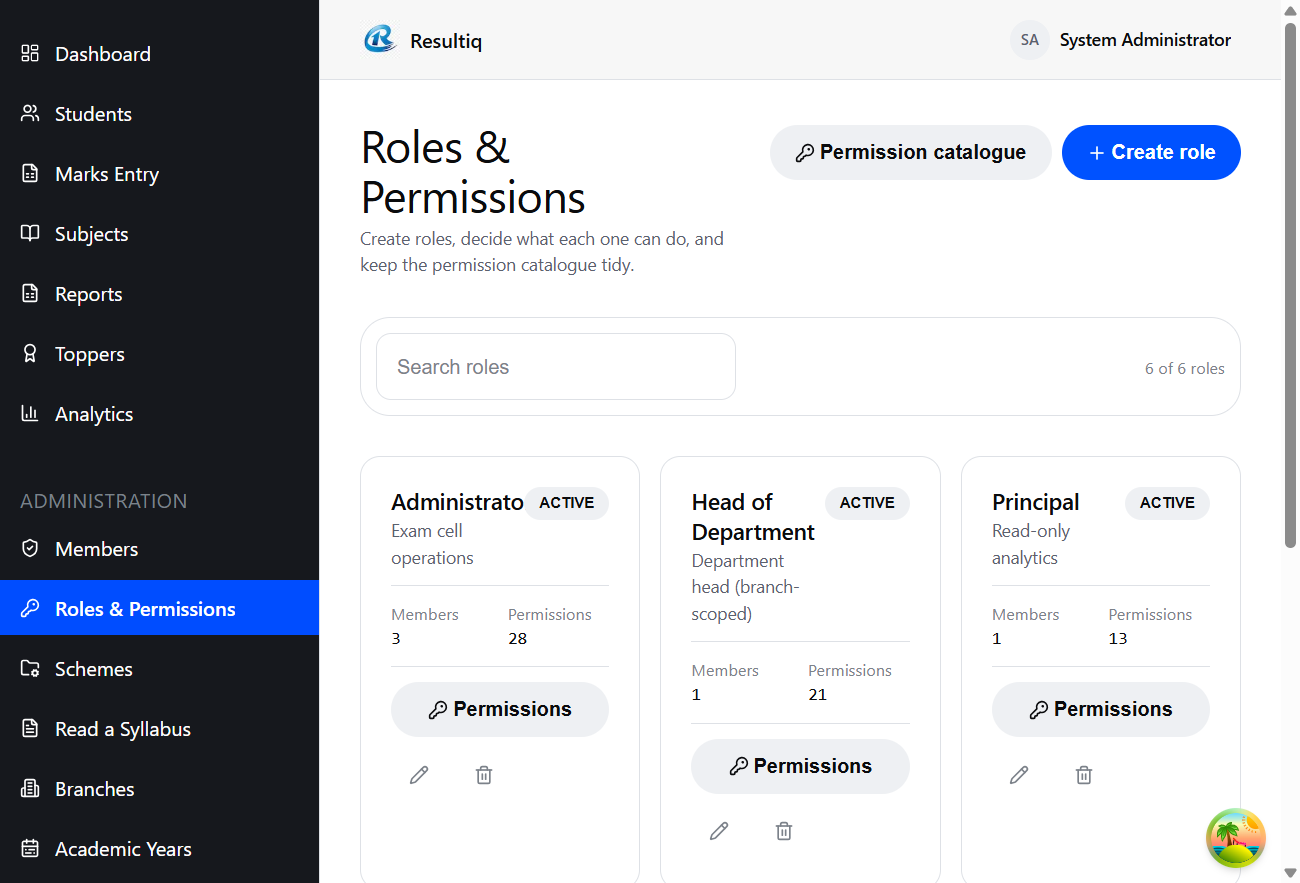 Dashboard
Students
Marks Entry
Subjects
Reports
Toppers
Analytics
ADMINISTRATION
Members
Roles & Permissions
Schemes
Read a Syllabus
Branches
Academic Years
Resultiq
SA System Administrator
Roles &
Permissions
Create roles, decide what each one can do, and
keep the permission catalogue tidy.
Permission catalogue
+ Create role
Search roles
6 of 6 roles
Administrato ACTIVE
Exam cell
operations
Members Permissions
3 28
Permissions
Head of ACTIVE
Department
Department
head (branch-
scoped)
Members Permissions
1 21
Permissions
Principal ACTIVE
Read-only
analytics
Members Permissions
1 13
Permissions